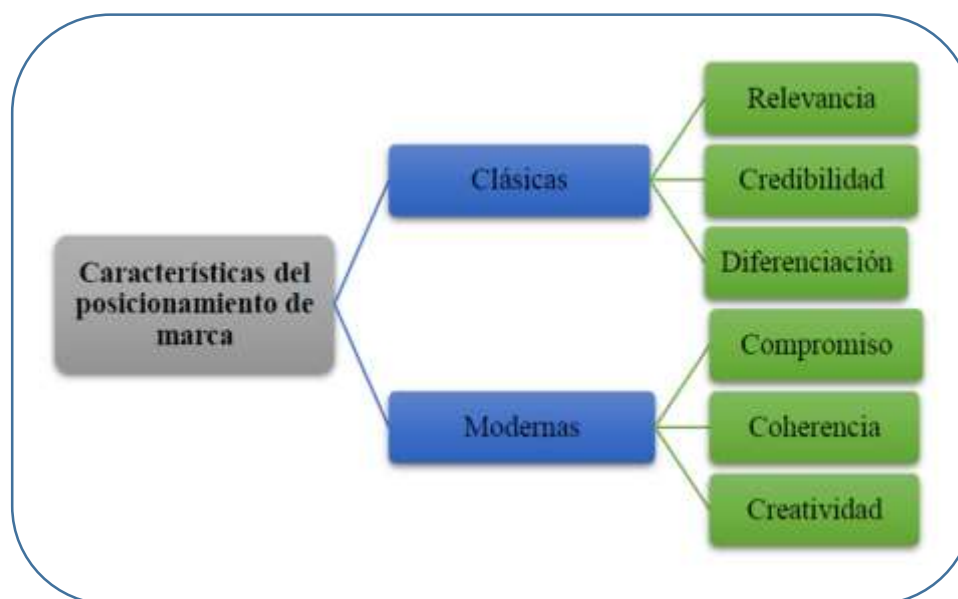 Características del
posicionamiento de
marca
Clásicas
Relevancia
Credibilidad
Diferenciación
Modernas
Compromiso
Coherencia
Creatividad